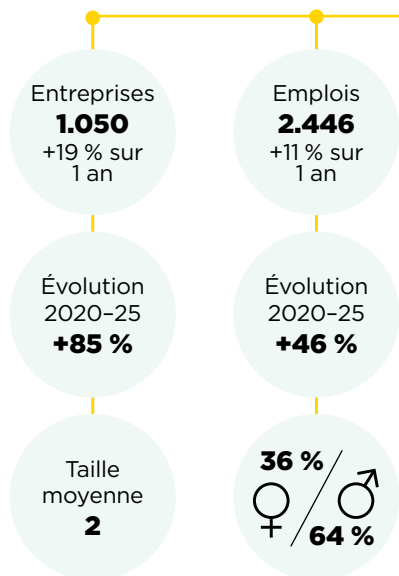 Entreprises
1.050
+19 % sur
1 an
Évolution
2020–25
+85 %
Taille
moyenne
2
Emplois
2.446
+11 % sur
1 an
Évolution
2020–25
+46 %
36 %
64 %